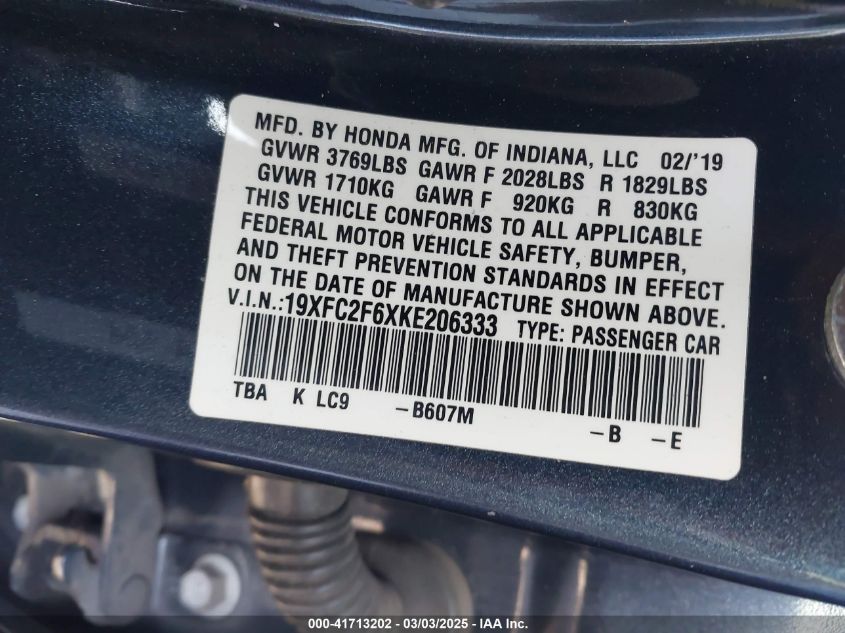 MFD. BY HONDA MFG. OF INDIANA, LLC 02/'19
GVWR 3769LBS GAWR F 2028LBS R 1829LBS
GVWR 1710KG GAWR F 920KG R 830KG
THIS VEHICLE CONFORMS TO ALL APPLICABLE
FEDERAL MOTOR VEHICLE SAFETY, BUMPER,
AND THEFT PREVENTION STANDARDS IN EFFECT
ON THE DATE OF MANUFACTURE SHOWN ABOVE.
V.I.N.:19XFC2F6XKE206333 TYPE: PASSENGER CAR
TBA K LC9 -B607M -B -E
000-41713202 - 03/03/2025 - IAA Inc.